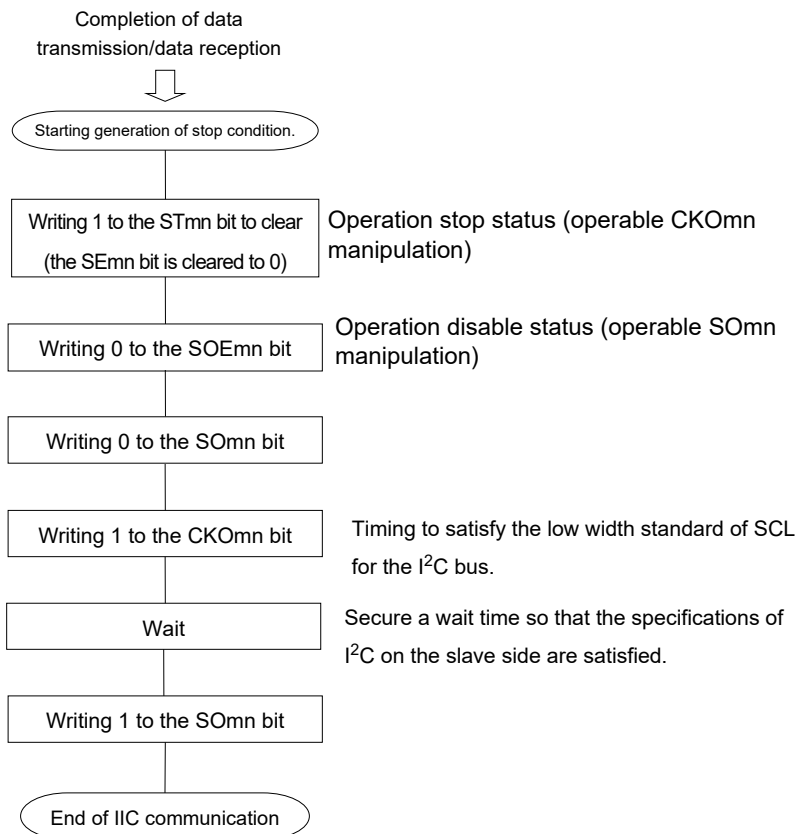 Completion of data
transmission/data reception
Starting generation of stop condition.
Writing 1 to the STmn bit to clear
(the SEmn bit is cleared to 0)
Operation stop status (operable CKOmn
manipulation)
Writing 0 to the SOEmn bit
Operation disable status (operable SOmn
manipulation)
Writing 0 to the SOmn bit
Writing 1 to the CKOmn bit
Timing to satisfy the low width standard of SCL
for the I²C bus.
Wait
Secure a wait time so that the specifications of
I²C on the slave side are satisfied.
Writing 1 to the SOmn bit
End of IIC communication